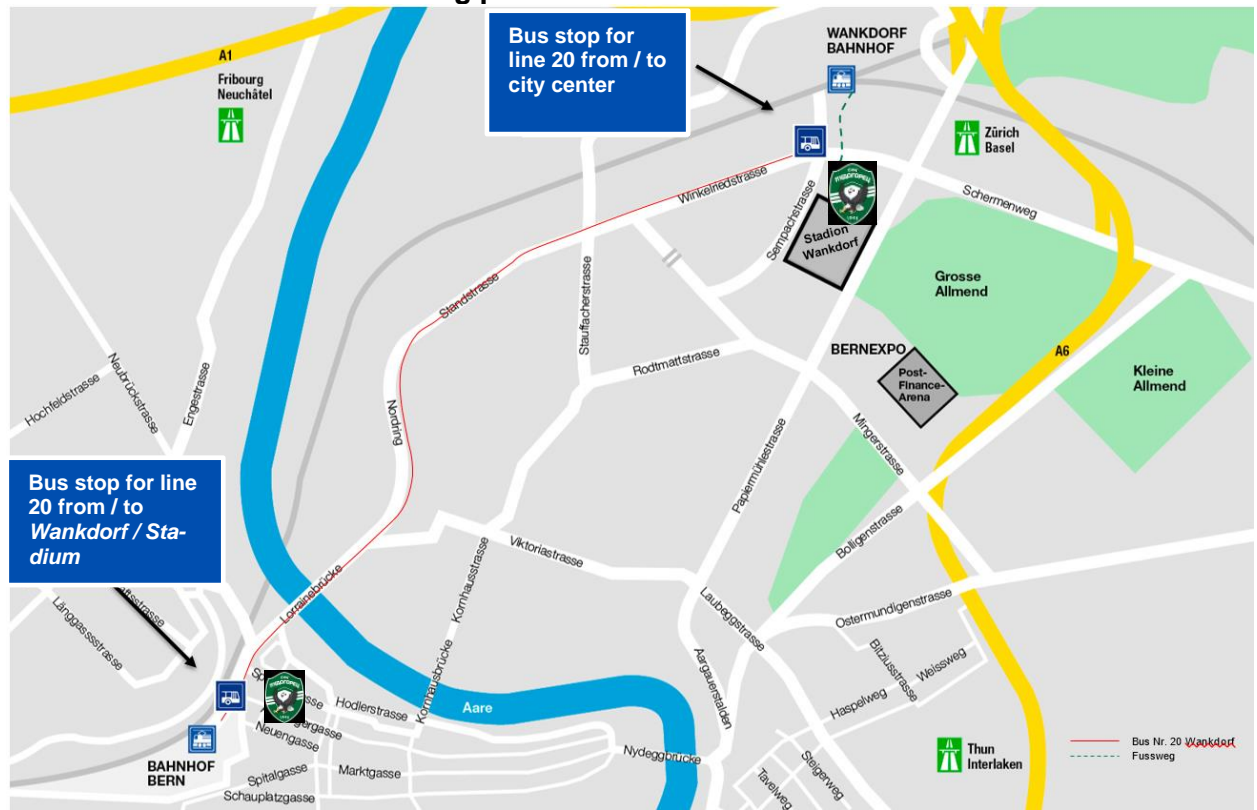 Bus stop for
line 20 from / to
city center
WANKDORF
BAHNHOF
A1
Fribourg
Neuchâtel
Zürich
Basel
Winkelriedstrasse
Schermenweg
Sempachstrasse
Stadion
Wankdorf
Grosse
Allmend
Standstrasse
Stauffacherstrasse
BERNEXPO
Post-
Finance-
Arena
A6
Kleine
Allmend
Rodtmattstrasse
Neubrückstrasse
Engestrasse
Hochfeldstrasse
Nordring
Mingerstrasse
Papiermühlestrasse
Bus stop for line
20 from / to
Wankdorf / Sta-
dium
Viktoriastrasse
Bolligenstrasse
Kornhausstrasse
Lorrainebrücke
Laubeggstrasse
Ostermundigenstrasse
Länggassstrasse
Bitziusstrasse
Weissweg
Aargauerstalden
Haspelweg
Kornhausbrücke
Hodlerstrasse
Aare
Neuengasse
Nydeggbrücke
BAHNHOF
BERN
Spitalgasse
Marktgasse
Schauplatzgasse
Tavelweg
Steigerweg
Thun
Interlaken
Bus Nr. 20 Wankdorf
Fussweg